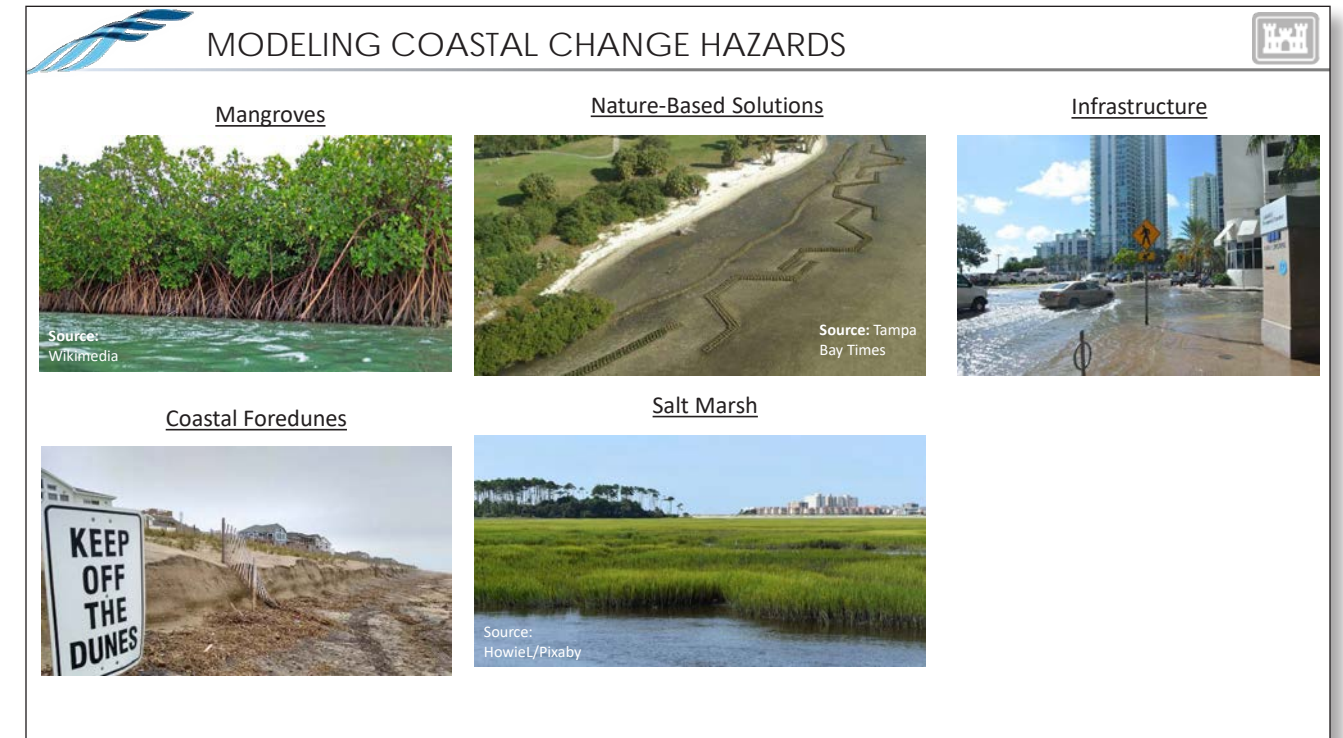 MODELING COASTAL CHANGE HAZARDS
Mangroves
Nature-Based Solutions
Infrastructure
Source:
Wikimedia
Source: Tampa
Bay Times
Coastal Foredunes
Salt Marsh
KEEP
OFF
THE
DUNES
Source:
HowieL/Pixaby